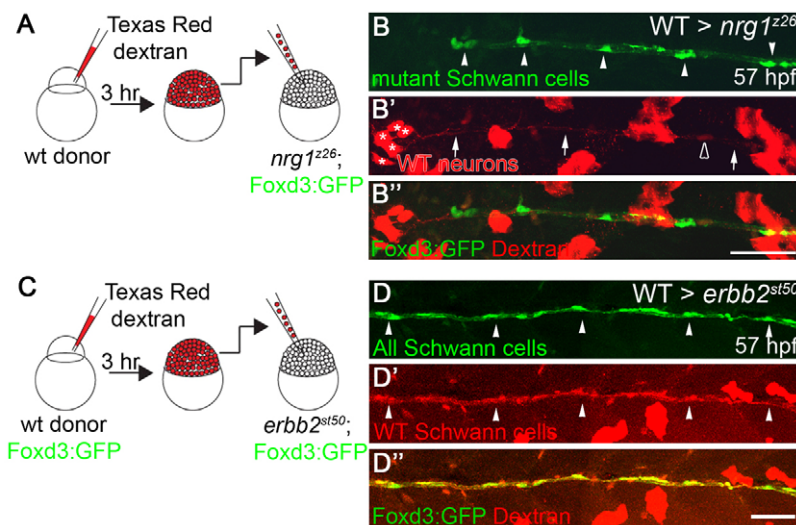 A
Texas Red
dextran
3 hr
wt donor
nrg1z26;
Foxd3:GFP
B
WT > nrg1z26
mutant Schwann cells
57 hpf
B'
* * * * *
WT neurons
B''
Foxd3:GFP Dextran
C
Texas Red
dextran
3 hr
wt donor
Foxd3:GFP
erbb2st50;
Foxd3:GFP
D
WT > erbb2st50
All Schwann cells
57 hpf
D'
WT Schwann cells
D''
Foxd3:GFP Dextran